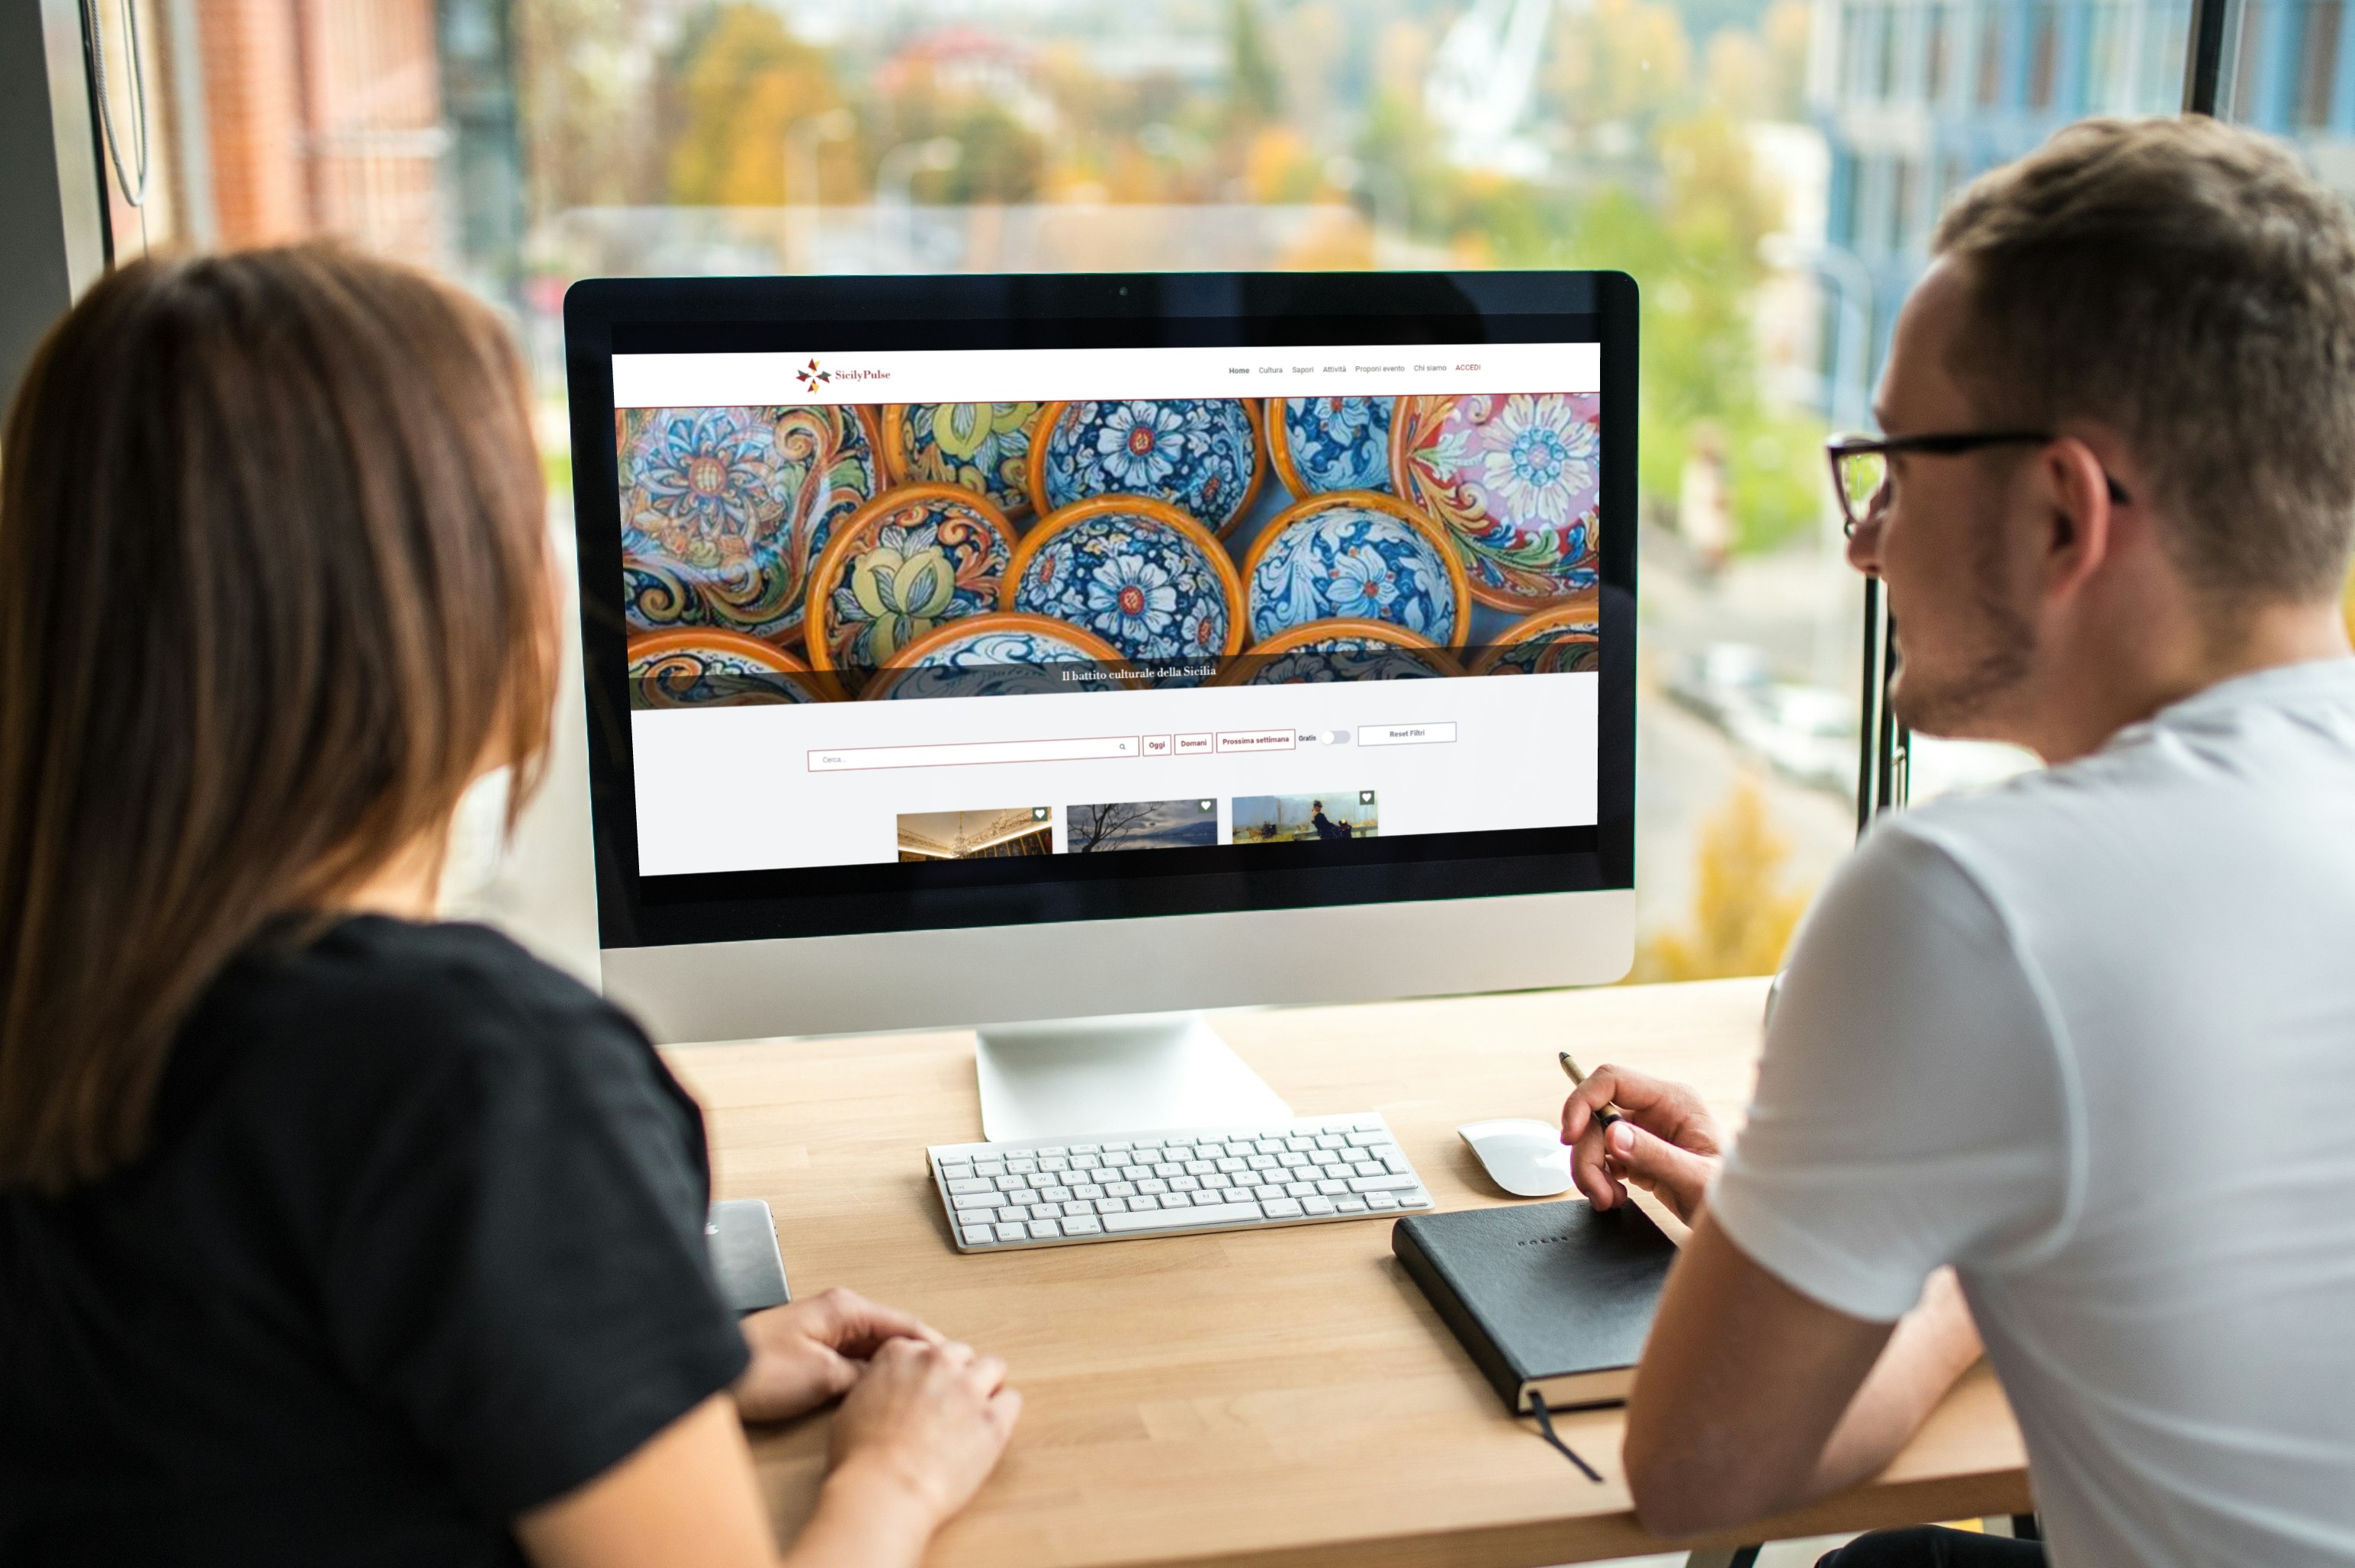 SicilyPulse
Home Cultura Sapori Attività Proponi evento Chi siamo ACCEDI
Il battito culturale della Sicilia
Cerca... Oggi Domani Prossima settimana Gratis Reset Filtri